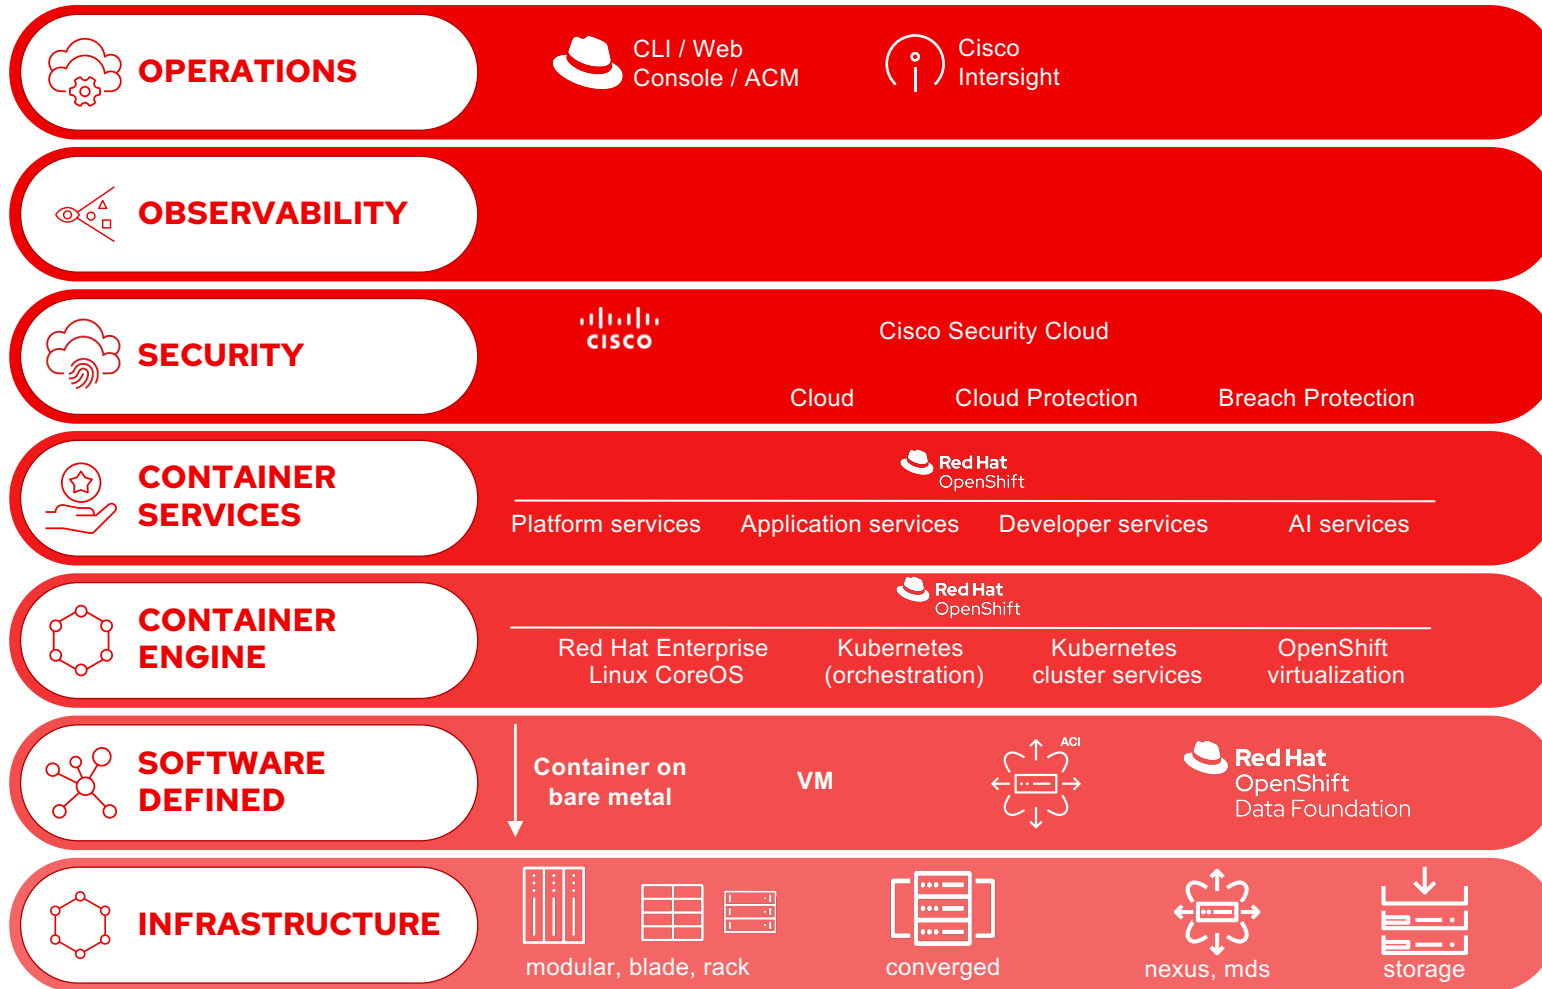 OPERATIONS
CLI / Web
Console / ACM
Cisco
Intersight
OBSERVABILITY
SECURITY
CISCO
Cisco Security Cloud
Cloud
Cloud Protection
Breach Protection
CONTAINER
SERVICES
Red Hat
OpenShift
Platform services
Application services
Developer services
AI services
CONTAINER
ENGINE
Red Hat
OpenShift
Red Hat Enterprise
Linux CoreOS
Kubernetes
(orchestration)
Kubernetes
cluster services
OpenShift
virtualization
SOFTWARE
DEFINED
Container on
bare metal
VM
ACI
Red Hat
OpenShift
Data Foundation
INFRASTRUCTURE
modular, blade, rack
converged
nexus, mds
storage